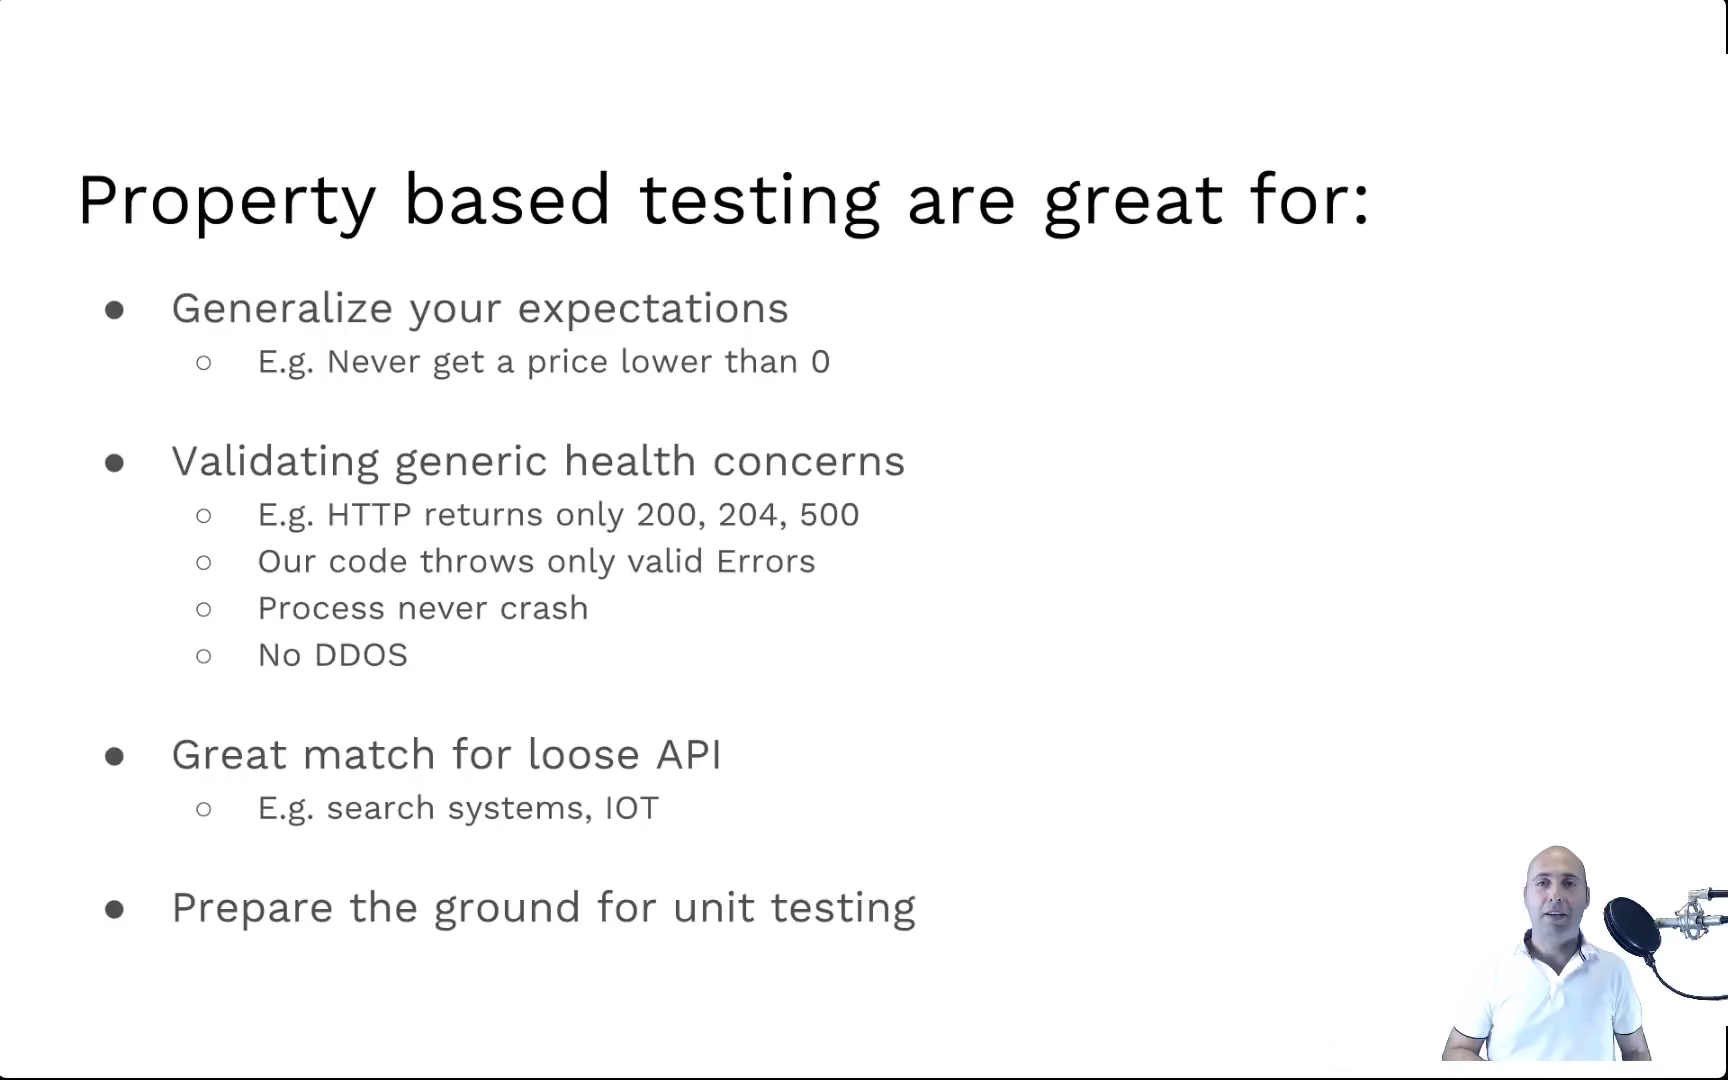 Property based testing are great for:
● Generalize your expectations
○ E.g. Never get a price lower than 0
● Validating generic health concerns
○ E.g. HTTP returns only 200, 204, 500
○ Our code throws only valid Errors
○ Process never crash
○ No DDOS
● Great match for loose API
○ E.g. search systems, IOT
● Prepare the ground for unit testing